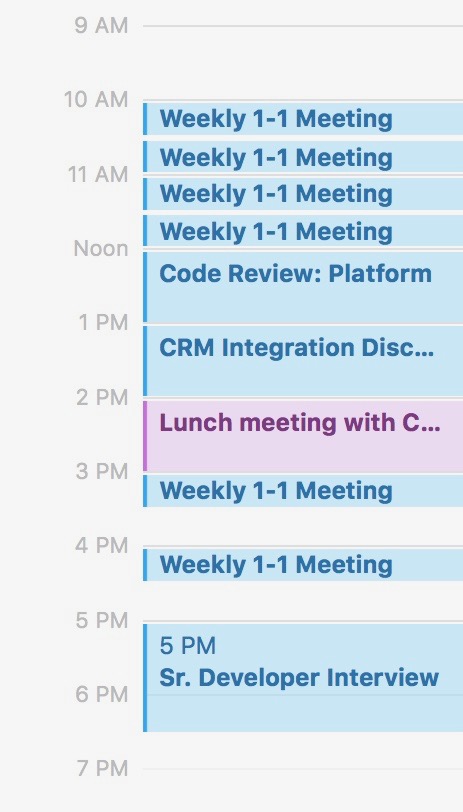 9 AM
10 AM
Weekly 1-1 Meeting
Weekly 1-1 Meeting
11 AM
Weekly 1-1 Meeting
Weekly 1-1 Meeting
Noon
Code Review: Platform
1 PM
CRM Integration Disc...
2 PM
Lunch meeting with C...
3 PM
Weekly 1-1 Meeting
4 PM
Weekly 1-1 Meeting
5 PM
5 PM
Sr. Developer Interview
6 PM
7 PM